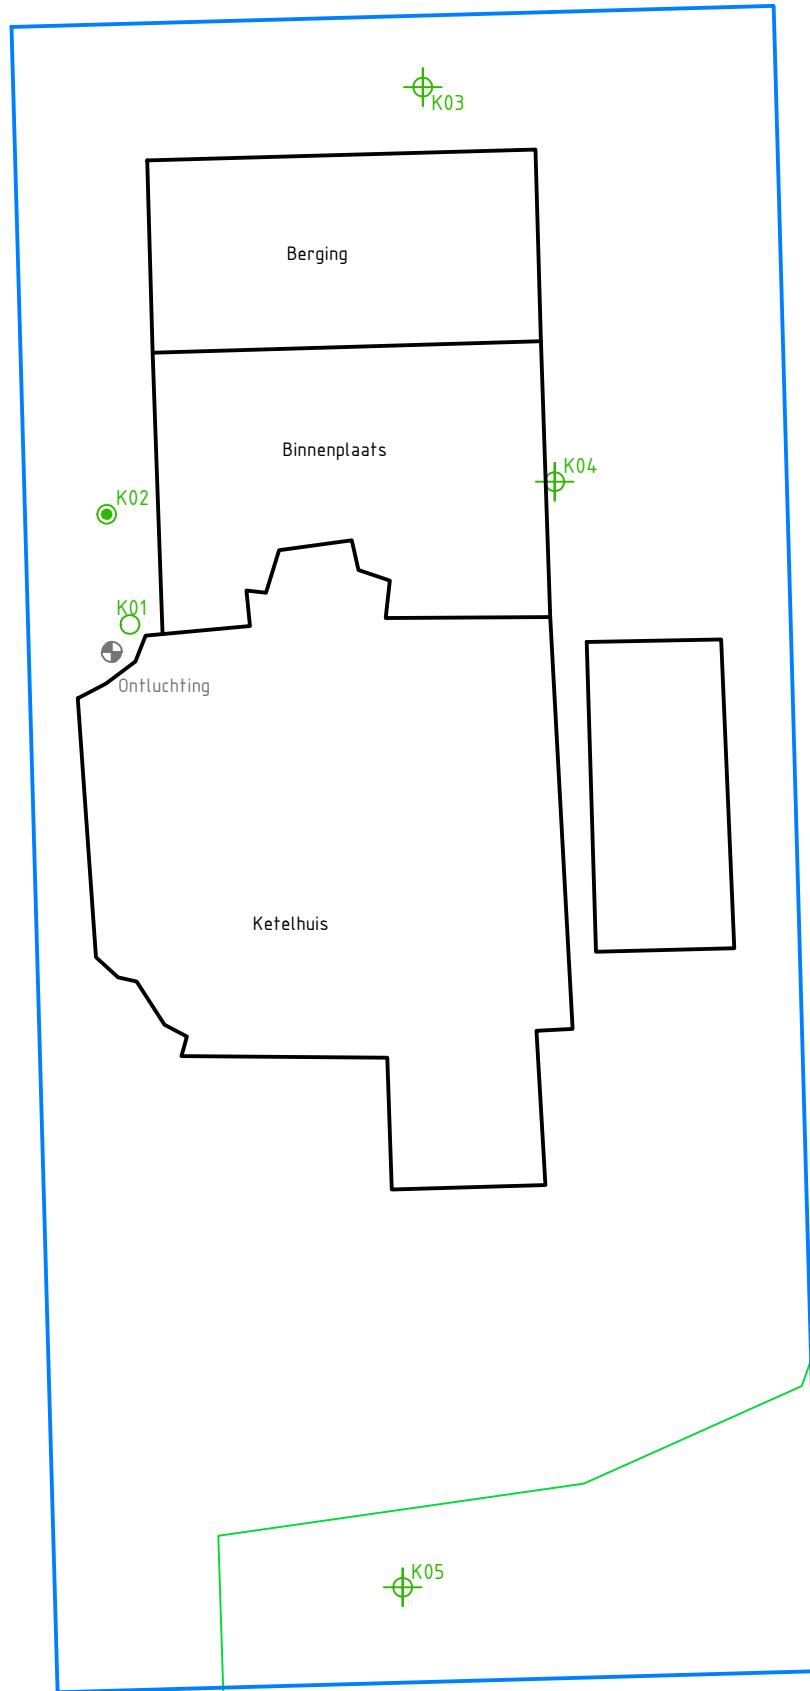 K03
Berging
Binnenplaats
K04
K02
K01
Ontluchting
Ketelhuis
K05